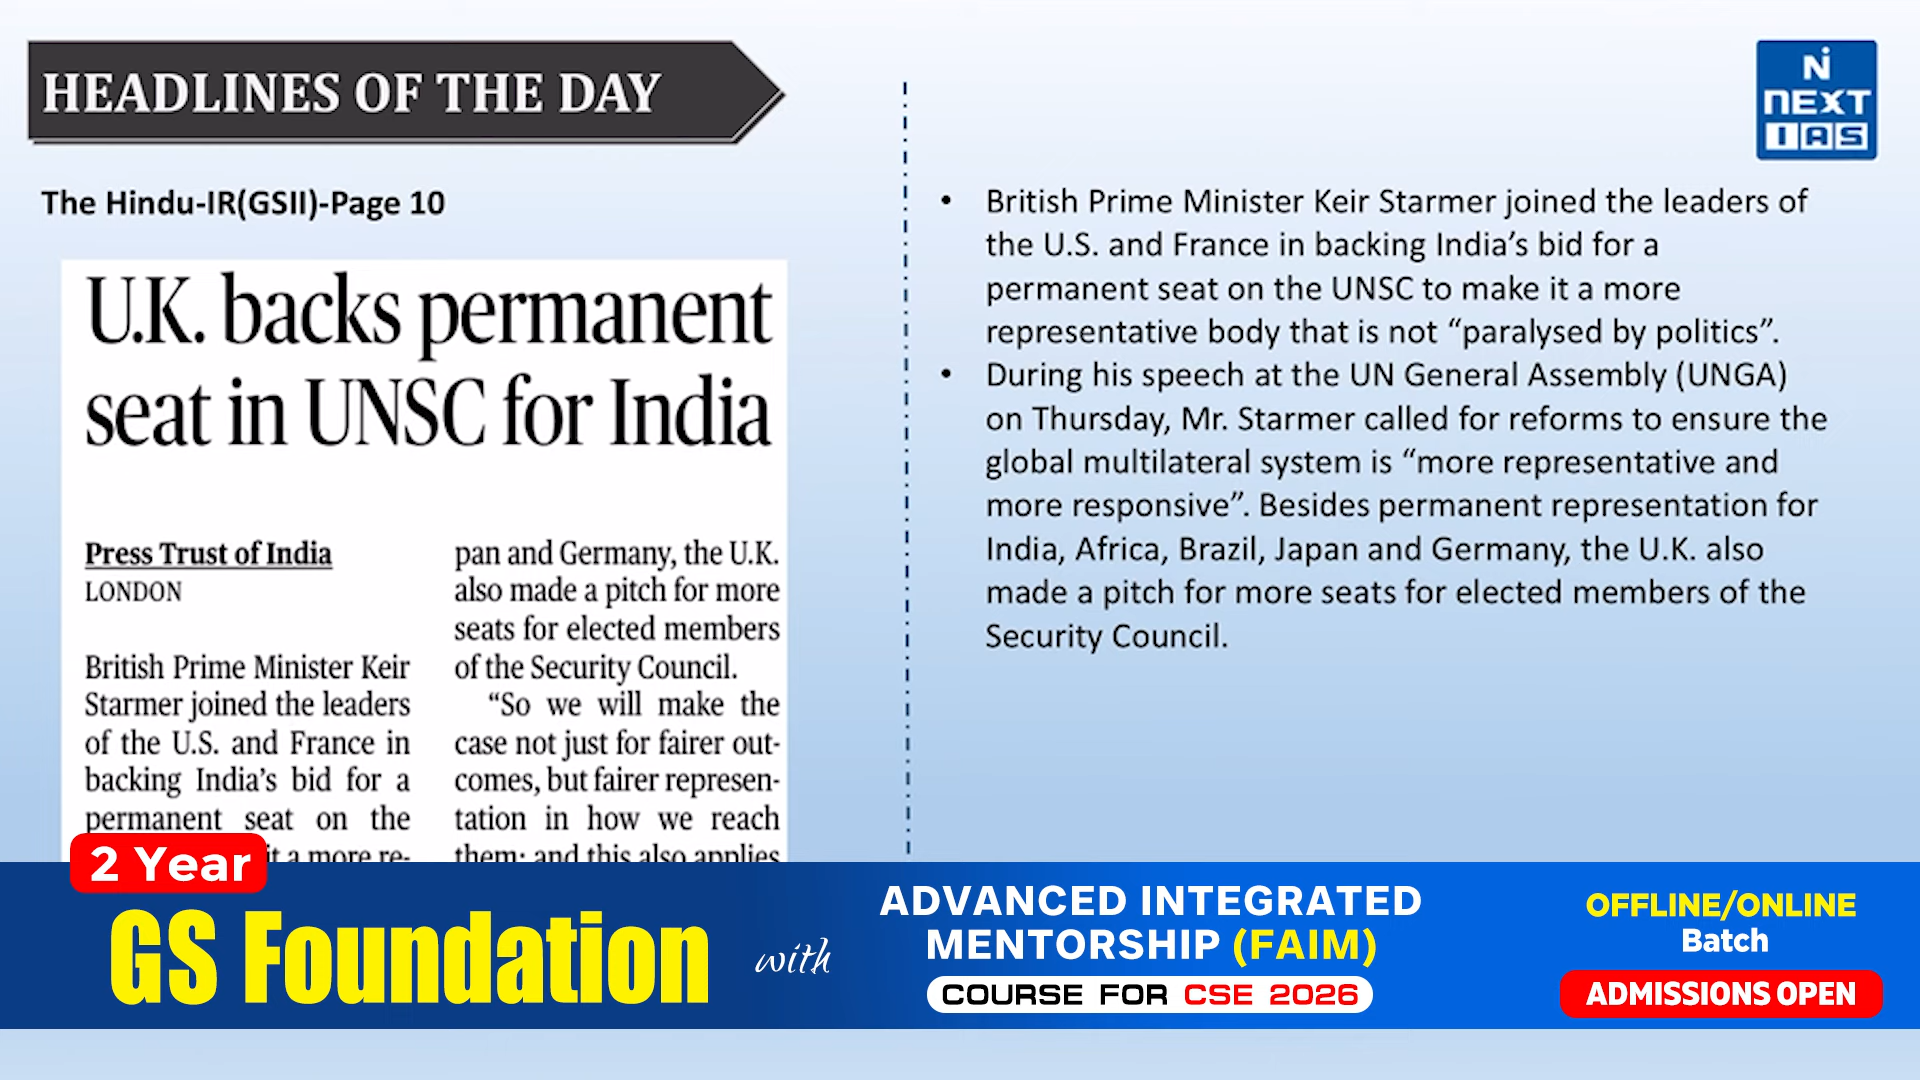 HEADLINES OF THE DAY
The Hindu-IR(GSII)-Page 10
U.K. backs permanent
seat in UNSC for India
Press Trust of India
LONDON
British Prime Minister Keir
Starmer joined the leaders
of the U.S. and France in
backing India’s bid for a
permanent seat on the
it a more re-
pan and Germany, the U.K.
also made a pitch for more
seats for elected members
of the Security Council.
“So we will make the
case not just for fairer out-
comes, but fairer represen-
tation in how we reach
them; and this also applies
N
NEXT
IAS
• British Prime Minister Keir Starmer joined the leaders of
the U.S. and France in backing India’s bid for a
permanent seat on the UNSC to make it a more
representative body that is not “paralysed by politics”.
• During his speech at the UN General Assembly (UNGA)
on Thursday, Mr. Starmer called for reforms to ensure the
global multilateral system is “more representative and
more responsive”. Besides permanent representation for
India, Africa, Brazil, Japan and Germany, the U.K. also
made a pitch for more seats for elected members of the
Security Council.
2 Year
GS Foundation
with
ADVANCED INTEGRATED
MENTORSHIP (FAIM)
COURSE FOR CSE 2026
OFFLINE/ONLINE
Batch
ADMISSIONS OPEN